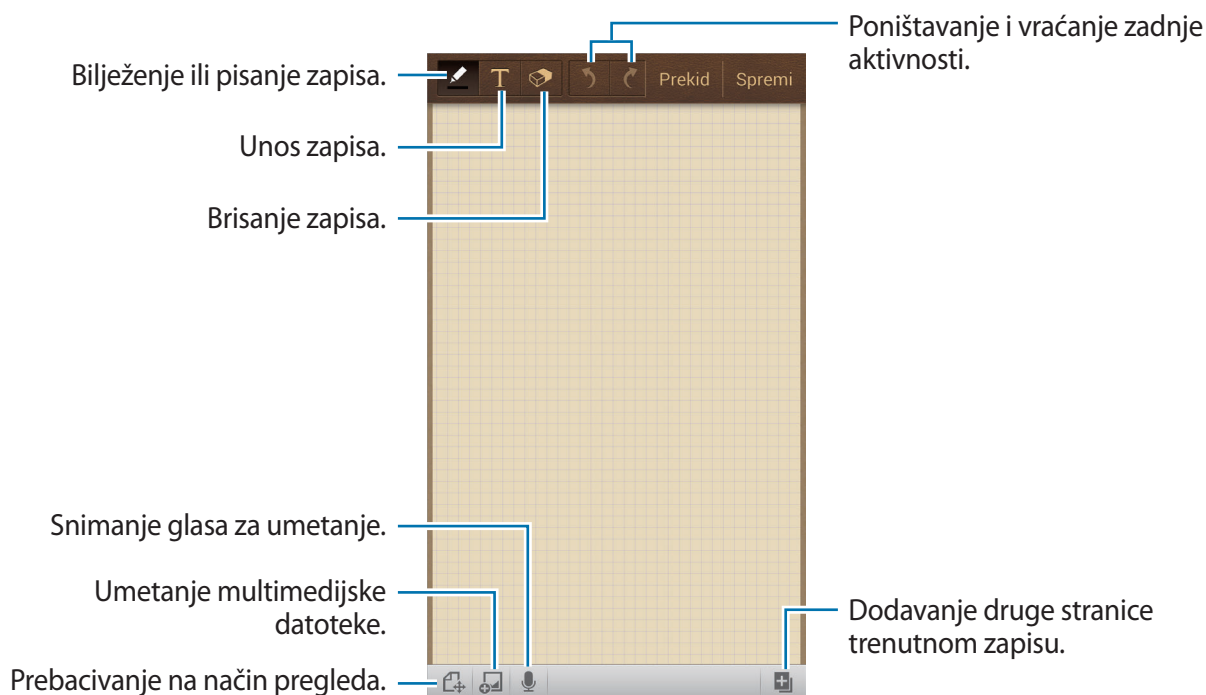 Poništavanje i vraćanje zadnje
aktivnosti.
Bilježenje ili pisanje zapisa.
T
Prekid
Spremi
Unos zapisa.
Brisanje zapisa.
Snimanje glasa za umetanje.
Umetanje multimedijske
datoteke.
Dodavanje druge stranice
trenutnom zapisu.
Prebacivanje na način pregleda.